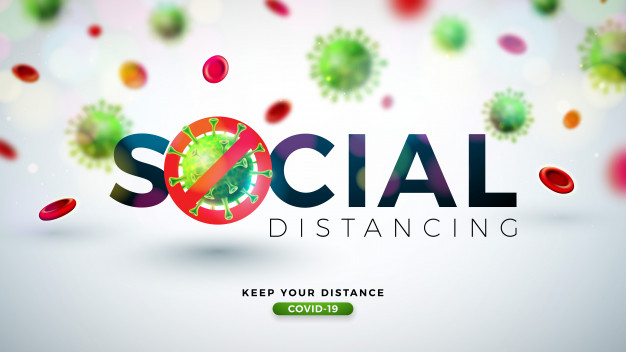 SOCIAL
DISTANCING
KEEP YOUR DISTANCE
COVID-19